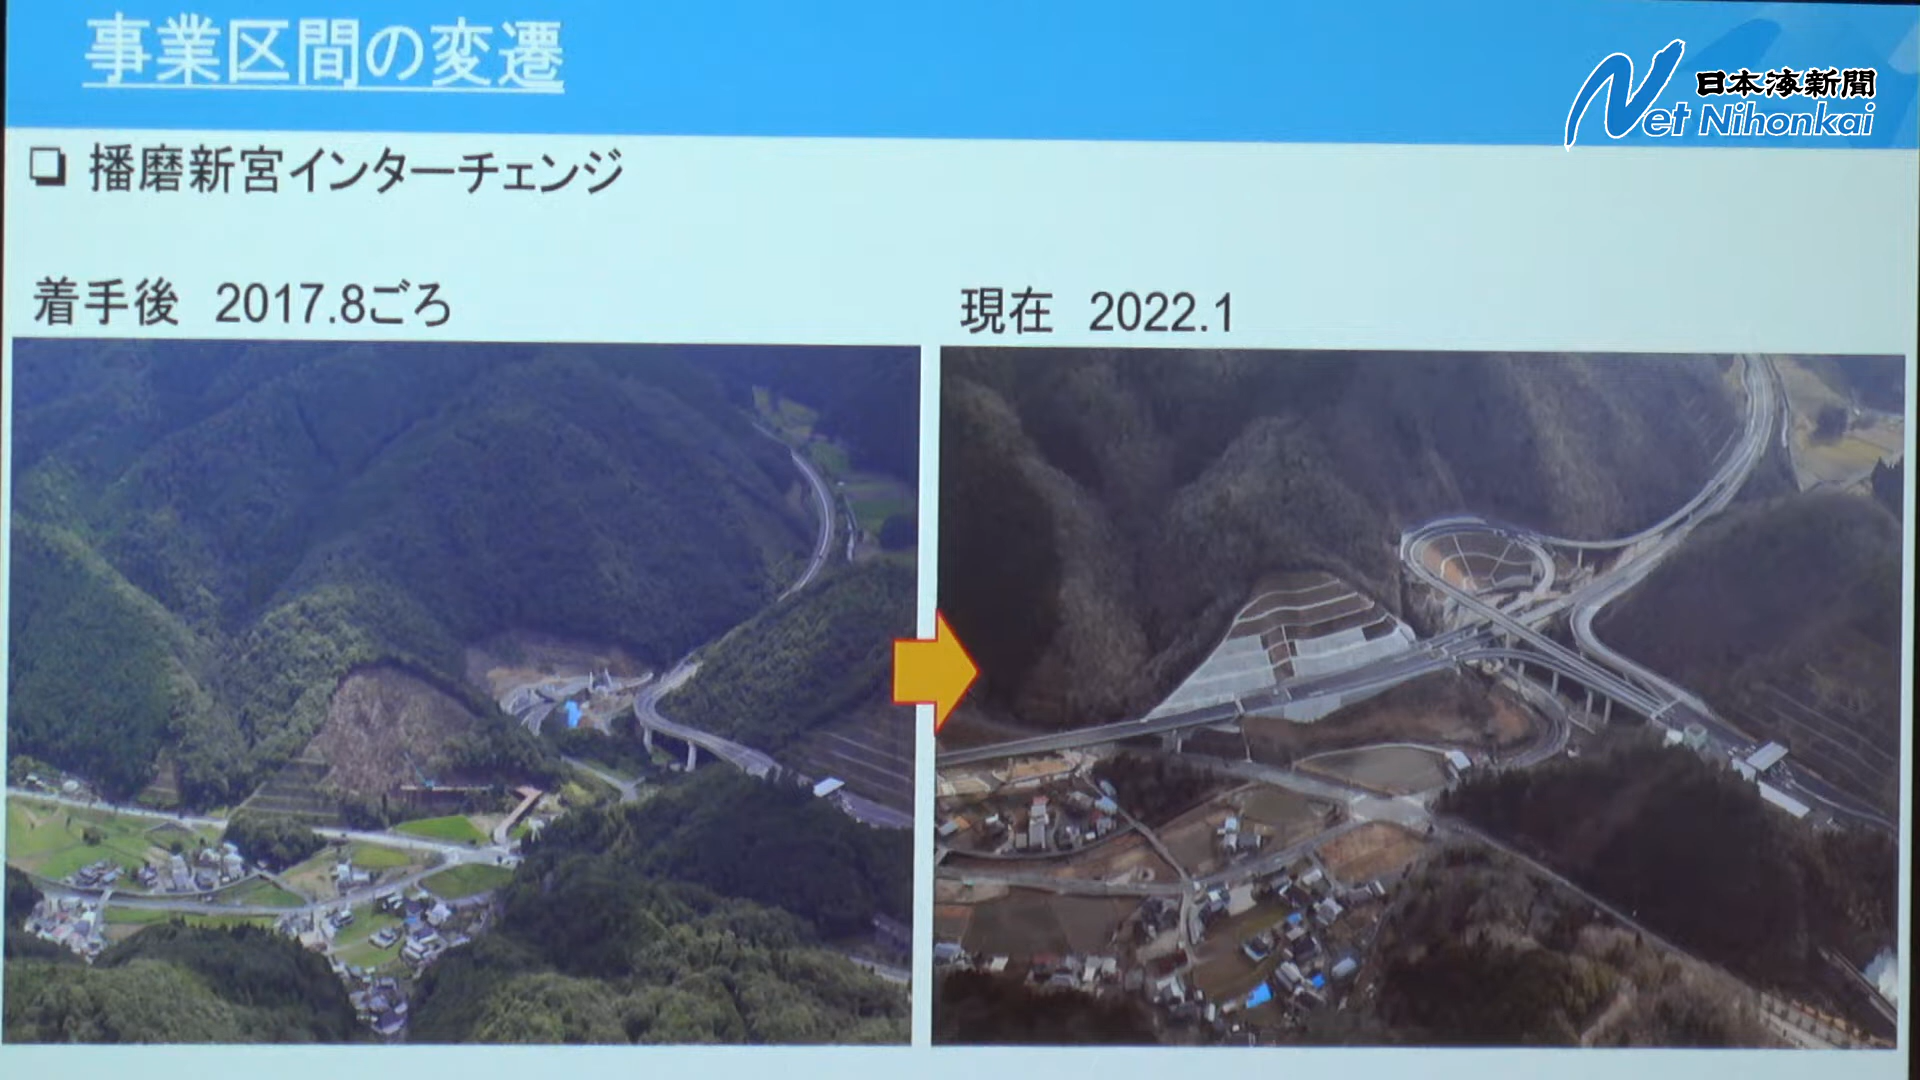 事業区間の変遷
日本海新聞
Net Nihonkai
❏ 播磨新宮インターチェンジ
着手後 2017.8ごろ
現在 2022.1